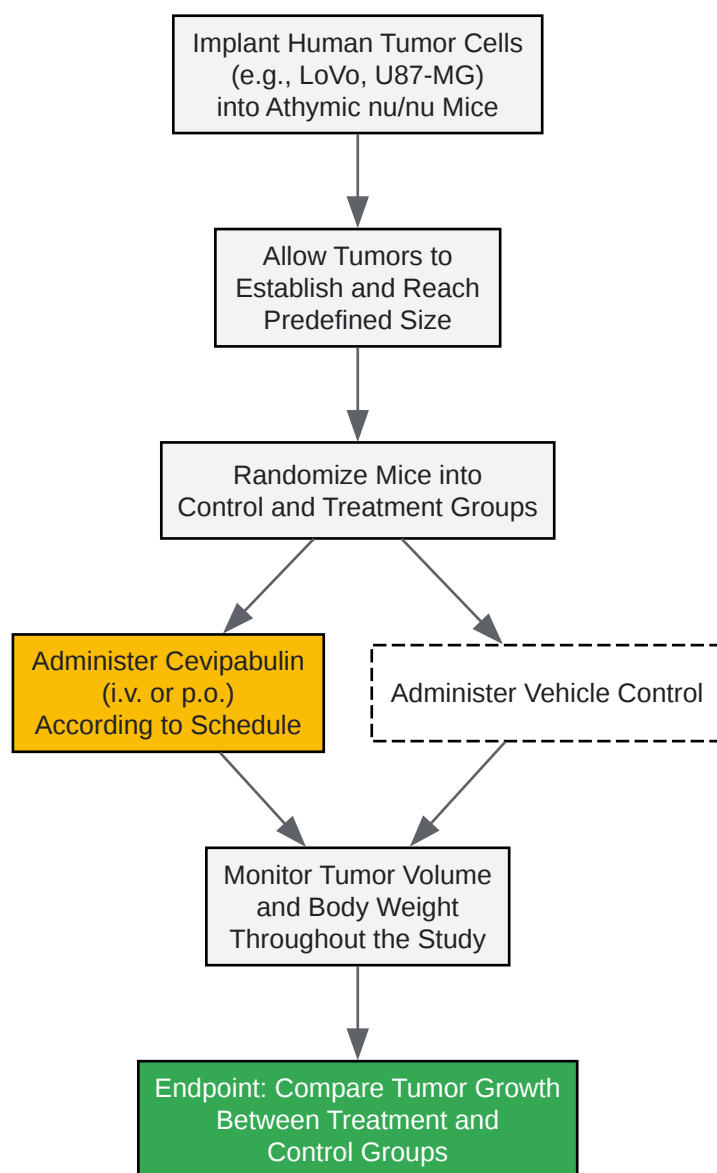 Implant Human Tumor Cells
(e.g., LoVo, U87-MG)
into Athymic nu/nu Mice
Allow Tumors to
Establish and Reach
Predefined Size
Randomize Mice into
Control and Treatment Groups
Administer Cevipabulin
(i.v. or p.o.)
According to Schedule
Administer Vehicle Control
Monitor Tumor Volume
and Body Weight
Throughout the Study
Endpoint: Compare Tumor Growth
Between Treatment and
Control Groups